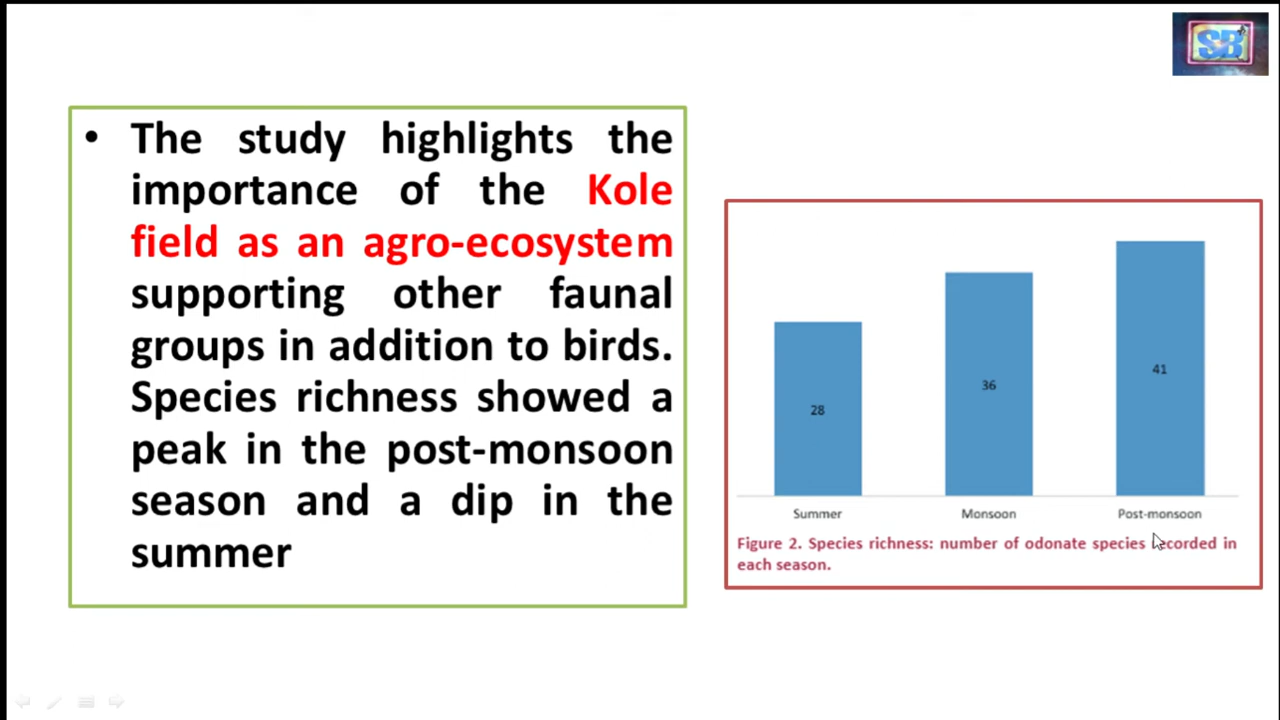 SB
• The study highlights the
importance of the Kole
field as an agro-ecosystem
supporting other faunal
groups in addition to birds.
Species richness showed a
peak in the post-monsoon
season and a dip in the
summer
28
36
41
Summer
Monsoon
Post-monsoon
Figure 2. Species richness: number of odonate species recorded in
each season.